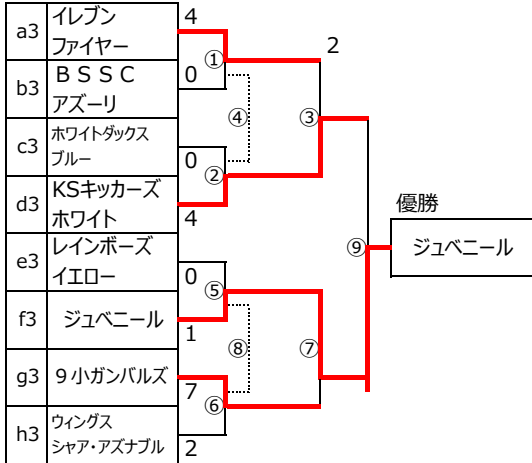 a3 イレブン ファイヤー 4
b3 ＢＳＳＣ アズーリ 0
c3 ホワイトダックス ブルー 0
d3 KSキッカーズ ホワイト 4
e3 レインボーズ イエロー 0
f3 ジュベニール 1
g3 ９小ガンバルズ 7
h3 ウィングス シャア・アズナブル 2
①
④
②
⑤
⑧
⑥
2
③
⑦
⑨
優勝
ジュベニール